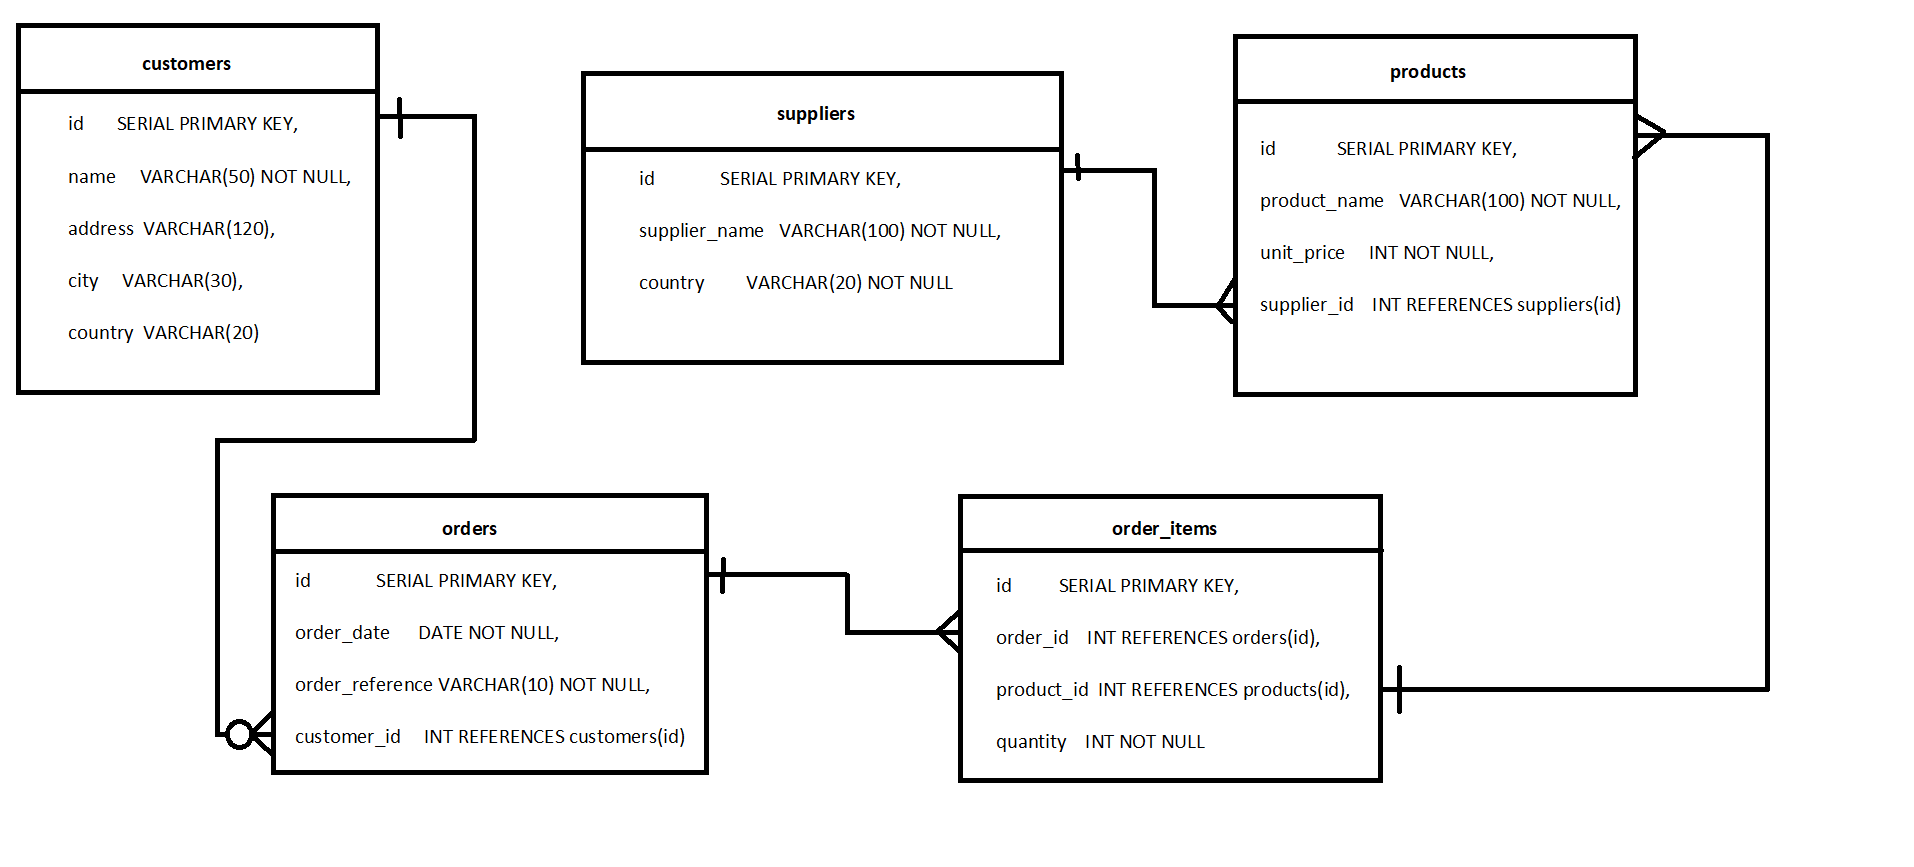 customers
id SERIAL PRIMARY KEY,
name VARCHAR(50) NOT NULL,
address VARCHAR(120),
city VARCHAR(30),
country VARCHAR(20)
suppliers
id SERIAL PRIMARY KEY,
supplier_name VARCHAR(100) NOT NULL,
country VARCHAR(20) NOT NULL
products
id SERIAL PRIMARY KEY,
product_name VARCHAR(100) NOT NULL,
unit_price INT NOT NULL,
supplier_id INT REFERENCES suppliers(id)
orders
id SERIAL PRIMARY KEY,
order_date DATE NOT NULL,
order_reference VARCHAR(10) NOT NULL,
customer_id INT REFERENCES customers(id)
order_items
id SERIAL PRIMARY KEY,
order_id INT REFERENCES orders(id),
product_id INT REFERENCES products(id),
quantity INT NOT NULL